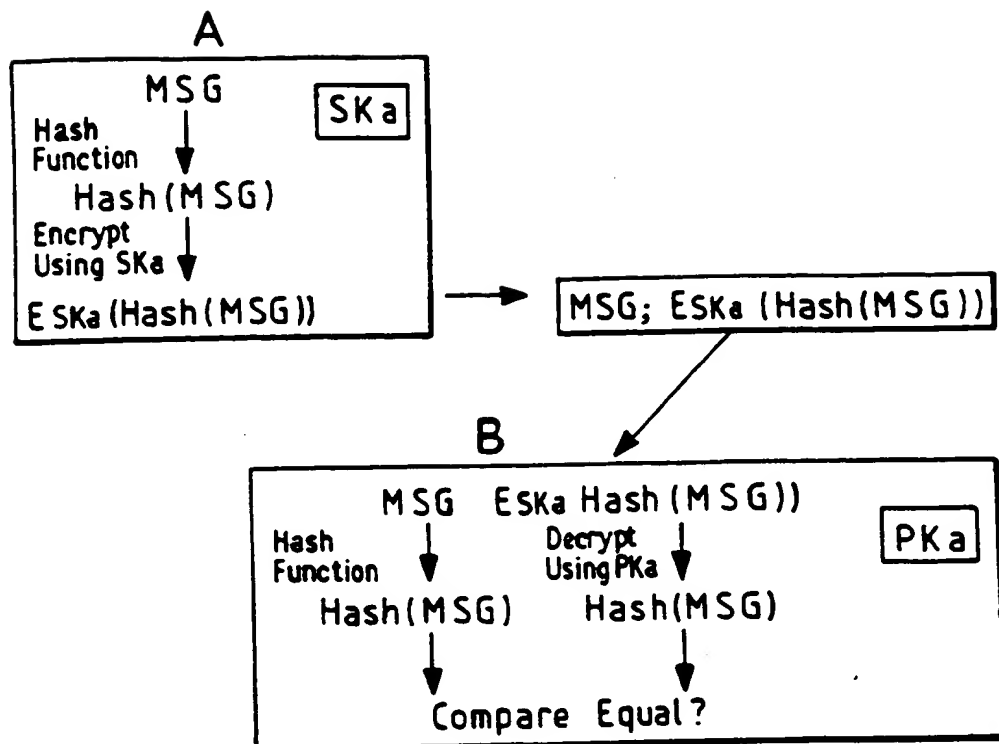 A
MSG
SKa
Hash
Function
Hash(MSG)
Encrypt
Using SKa
ESKa(Hash(MSG))
MSG; ESKa (Hash(MSG))
B
MSG ESKa Hash(MSG))
PKa
Hash
Function
Decrypt
Using PKa
Hash(MSG) Hash(MSG)
Compare Equal?